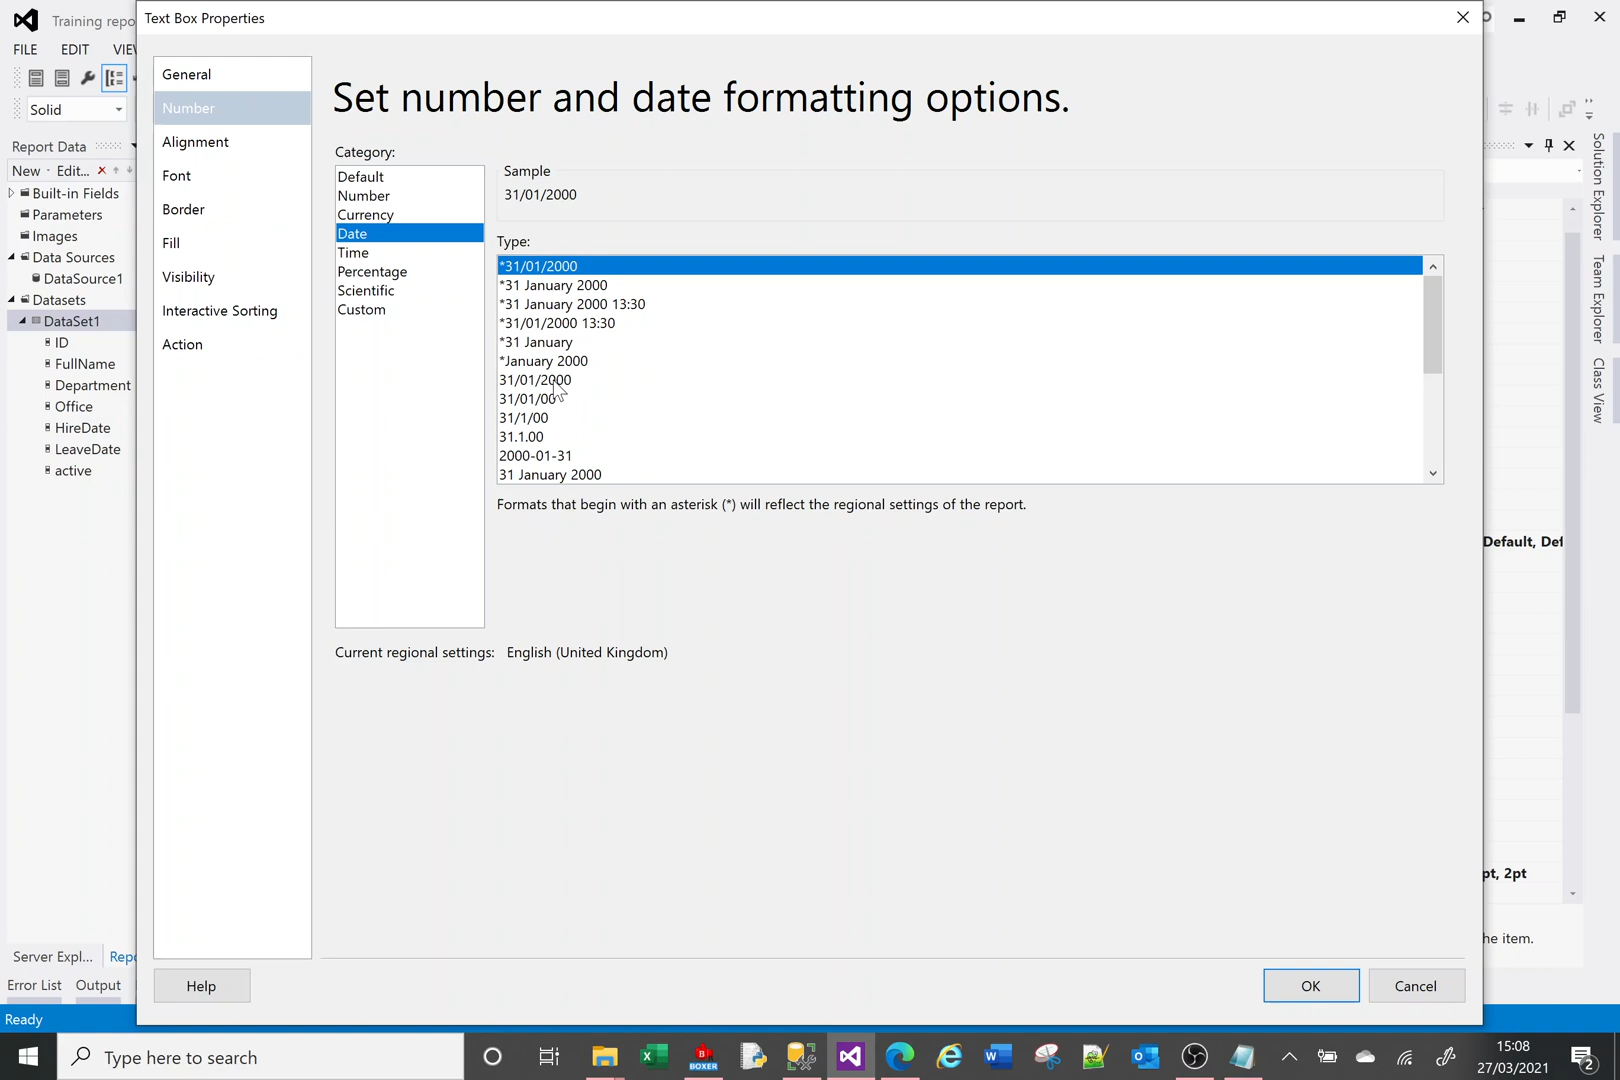 Training repo
Text Box Properties
FILE EDIT VIE
Solid
Report Data
New Edit...
Built-in Fields
Parameters
Images
Data Sources
DataSource1
Datasets
DataSet1
ID
FullName
Department
Office
HireDate
LeaveDate
active
General
Number
Alignment
Font
Border
Fill
Visibility
Interactive Sorting
Action
Set number and date formatting options.
Category:
Default
Number
Currency
Date
Time
Percentage
Scientific
Custom
Sample
31/01/2000
Type:
*31/01/2000
*31 January 2000
*31 January 2000 13:30
*31/01/2000 13:30
*31 January
*January 2000
31/01/2000
31/01/00
31/1/00
31.1.00
2000-01-31
31 January 2000
Formats that begin with an asterisk (*) will reflect the regional settings of the report.
Current regional settings: English (United Kingdom)
Solution Explorer
Team Explorer
Class View
Default, Def
pt, 2pt
he item.
Server Expl... Repo
Error List Output
Help OK Cancel
Ready
Type here to search
BOXER
15:08
27/03/2021
2